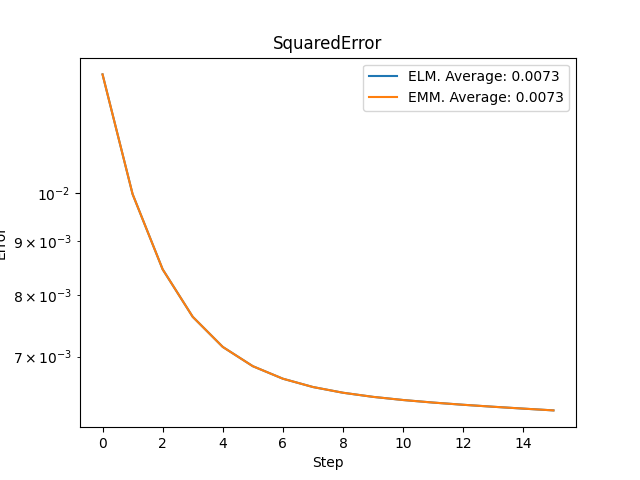 SquaredError
ELM. Average: 0.0073
EMM. Average: 0.0073
10⁻²
9 × 10⁻³
8 × 10⁻³
7 × 10⁻³
Error
0 2 4 6 8 10 12 14
Step